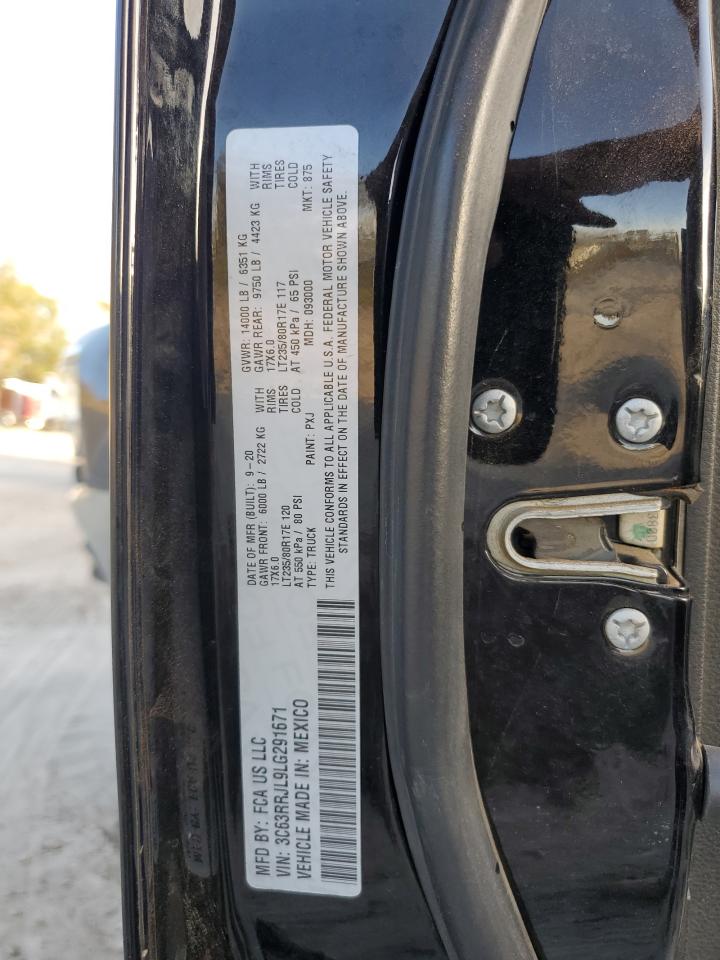 MFD BY: FCA US LLC
VIN: 3C63RRJL9LG291671
VEHICLE MADE IN: MEXICO
DATE OF MFR (BUILT): 9-20 GVWR: 14000 LB / 6351 KG
GAWR FRONT: 6000 LB / 2722 KG WITH GAWR REAR: 9750 LB / 4423 KG WITH
17X6.0 RIMS 17X6.0 RIMS
LT235/80R17E 120 TIRES LT235/80R17E 117 TIRES
AT 550 kPa / 80 PSI COLD AT 450 kPa / 65 PSI COLD
TYPE: TRUCK PAINT: PXJ MDH: 093000 MKT: 875
THIS VEHICLE CONFORMS TO ALL APPLICABLE U.S.A. FEDERAL MOTOR VEHICLE SAFETY
STANDARDS IN EFFECT ON THE DATE OF MANUFACTURE SHOWN ABOVE.